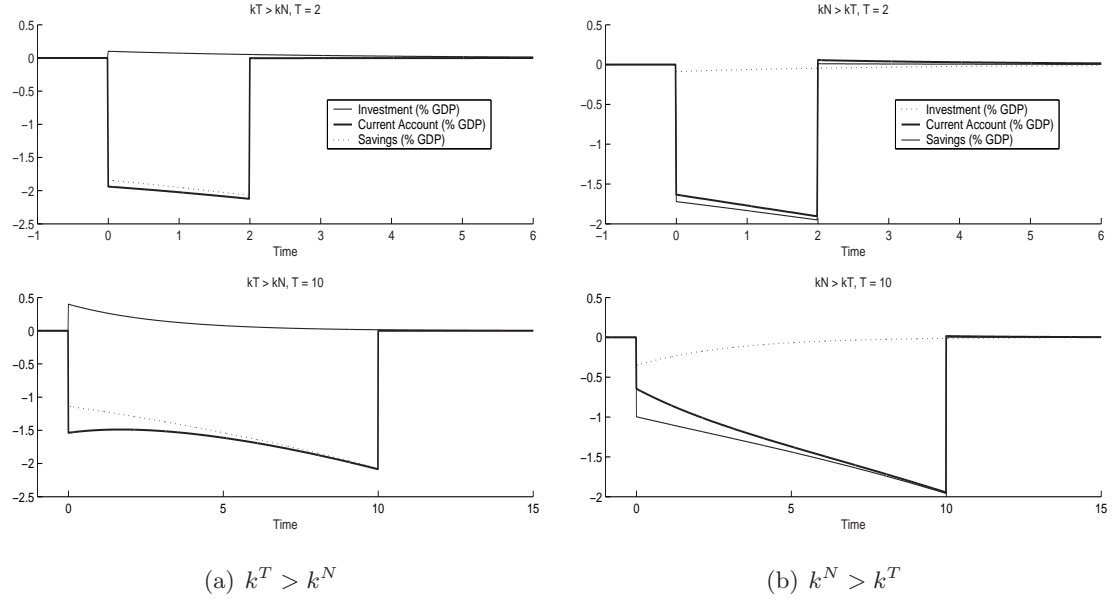 kT > kN, T = 2
0.5
0
−0.5
−1
−1.5
−2
−2.5
−1 0 1 2 3 4 5 6
Time
Investment (% GDP)
Current Account (% GDP)
Savings (% GDP)
kN > kT, T = 2
0.5
0
−0.5
−1
−1.5
−2
−1 0 1 2 3 4 5 6
Time
Investment (% GDP)
Current Account (% GDP)
Savings (% GDP)
kT > kN, T = 10
0.5
0
−0.5
−1
−1.5
−2
−2.5
0 5 10 15
Time
kN > kT, T = 10
0.5
0
−0.5
−1
−1.5
−2
0 5 10 15
Time
(a) k^T > k^N
(b) k^N > k^T